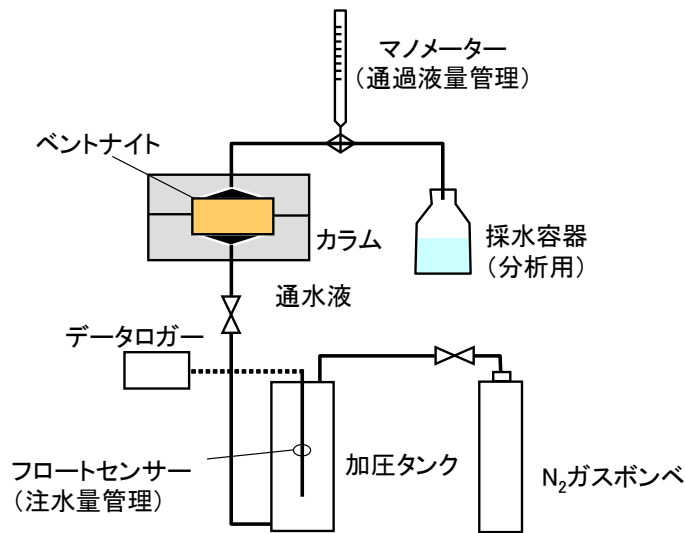 マノメーター
（通過液量管理）
ベントナイト
カラム
採水容器
（分析用）
通水液
データロガー
フロートセンサー
（注水量管理）
加圧タンク
N₂ガスボンベ